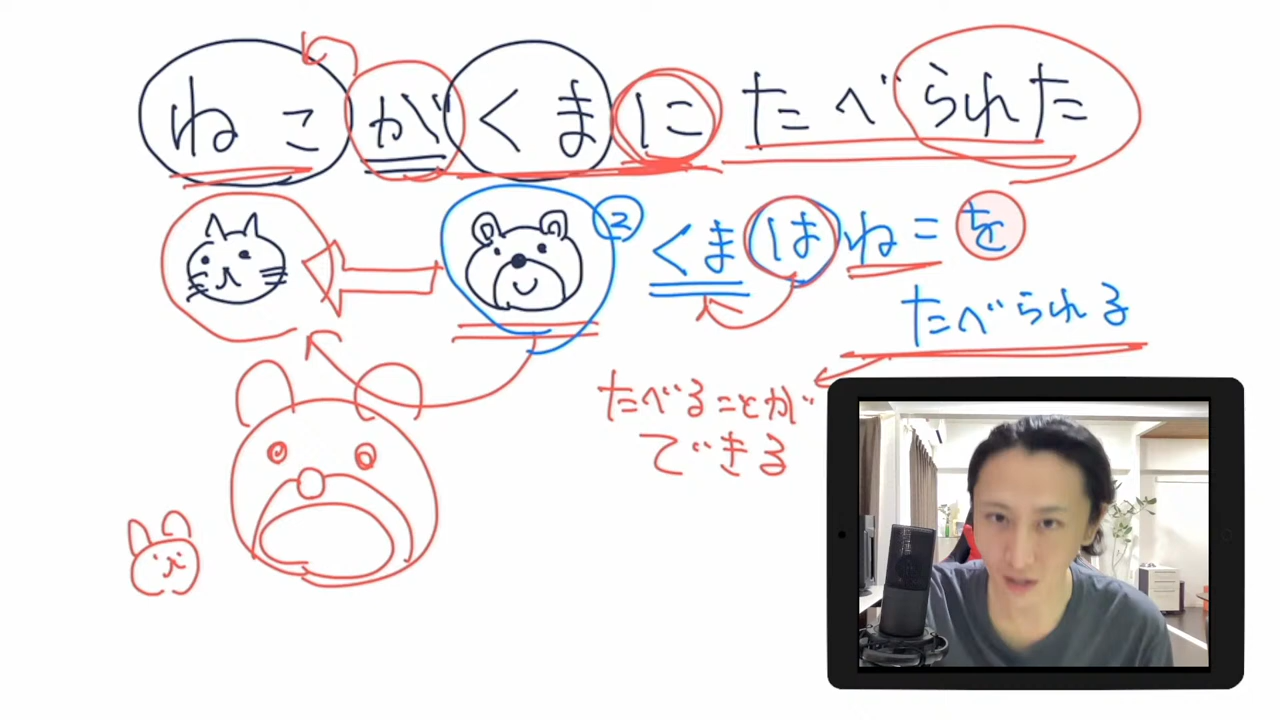 ねこがくまにたべられた
②
くまはねこを
たべられる
たべることが
できる